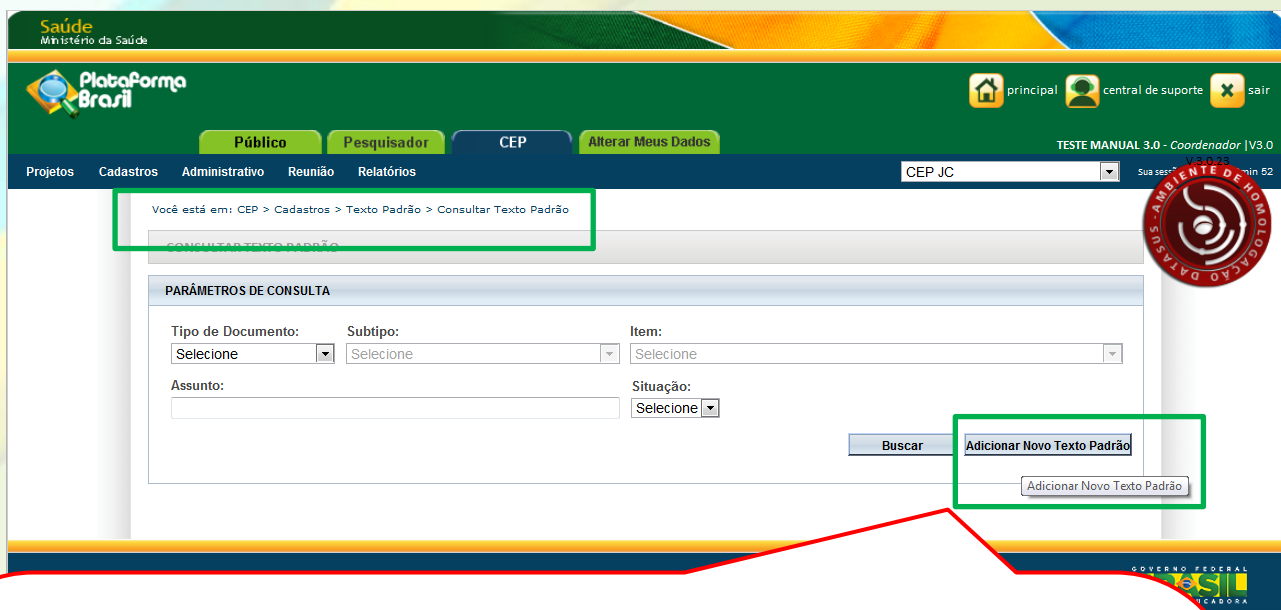 Saúde
Ministério da Saúde
Plataforma
Brasil
principal
central de suporte
sair
Público
Pesquisador
CEP
Alterar Meus Dados
TESTE MANUAL 3.0 - Coordenador |V3.0
Projetos Cadastros Administrativo Reunião Relatórios
CEP JC
V.3.0.23
Sua min 52
AMBIENTE DE HOMOLOGAÇÃO DATASUS -
Você está em: CEP > Cadastros > Texto Padrão > Consultar Texto Padrão
CONSULTAR TEXTO PADRÃO
PARÂMETROS DE CONSULTA
Tipo de Documento: Subtipo: Item:
Selecione Selecione Selecione
Assunto: Situação:
Selecione
Buscar Adicionar Novo Texto Padrão
Adicionar Novo Texto Padrão
GOVERNO FEDERAL